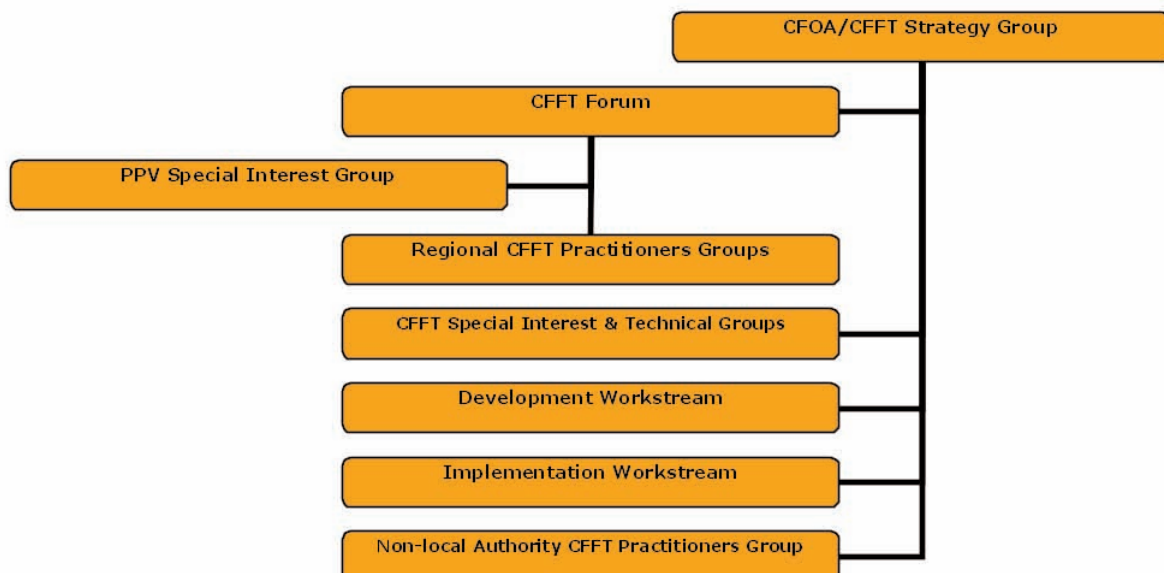 CFOA/CFFT Strategy Group
CFFT Forum
PPV Special Interest Group
Regional CFFT Practitioners Groups
CFFT Special Interest & Technical Groups
Development Workstream
Implementation Workstream
Non-local Authority CFFT Practitioners Group